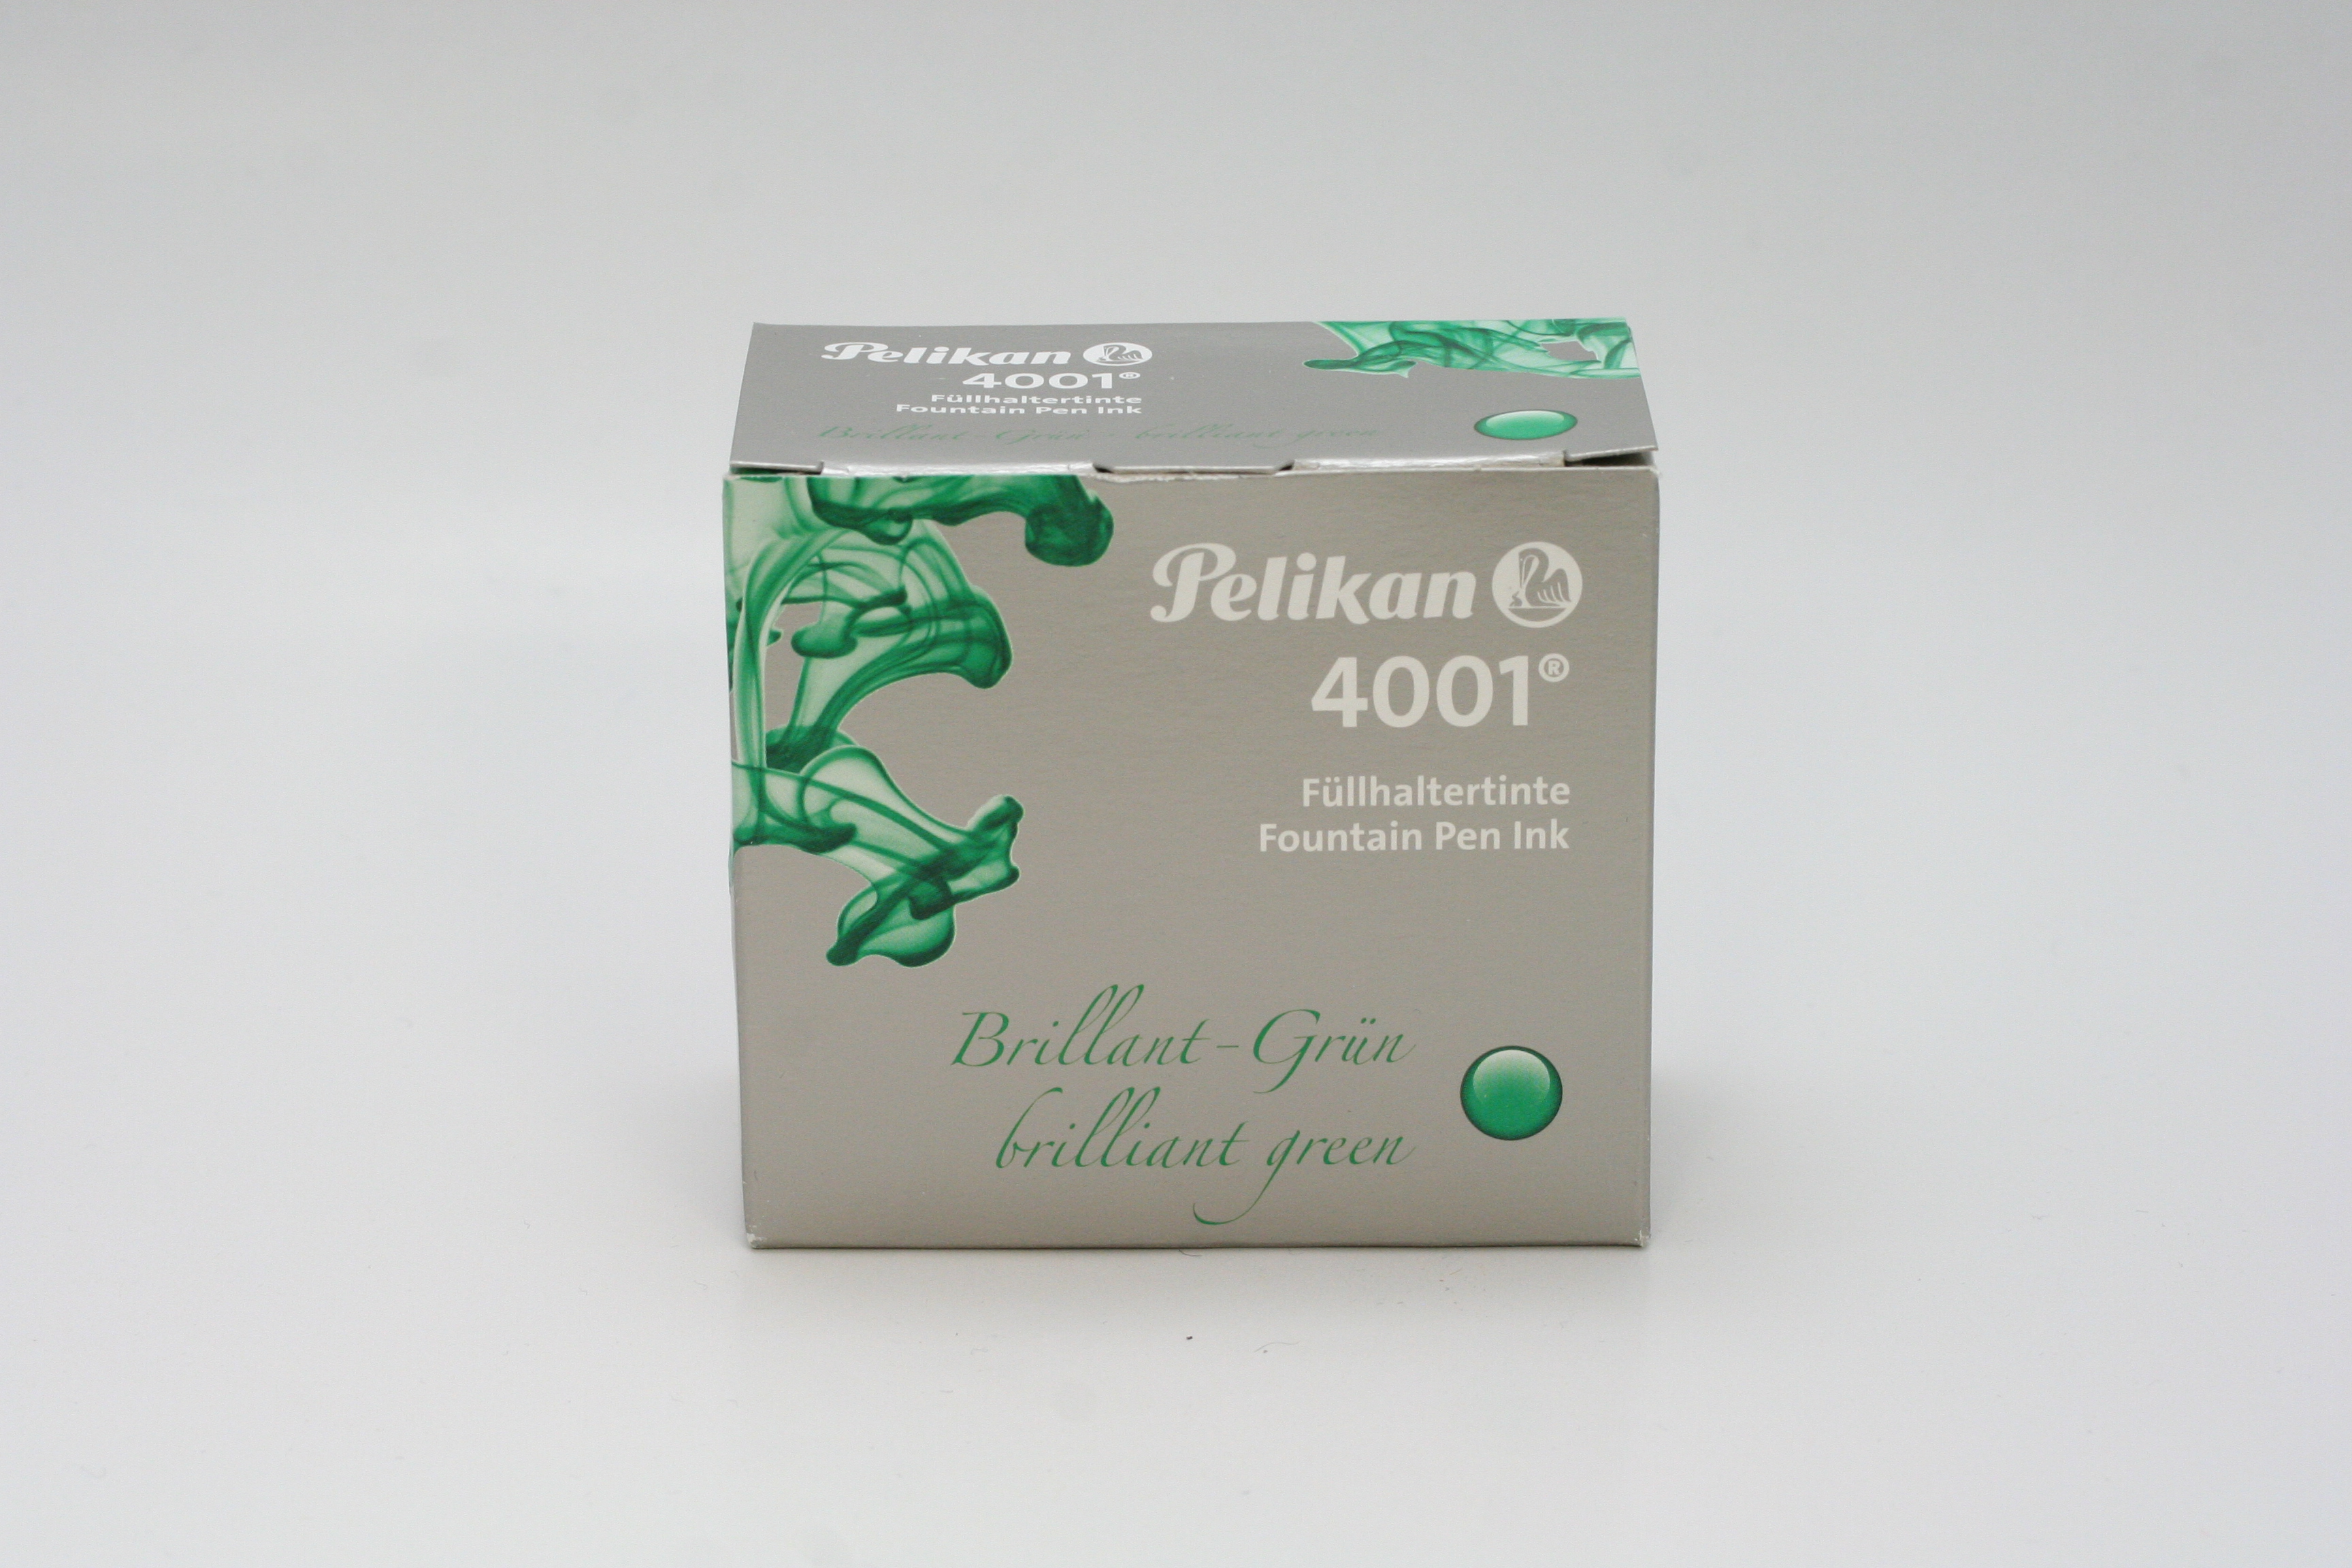 Pelikan
4001®
Füllhaltertinte
Fountain Pen Ink
Brillant-Grün • brilliant green
Pelikan
4001®
Füllhaltertinte
Fountain Pen Ink
Brillant-Grün
brilliant green